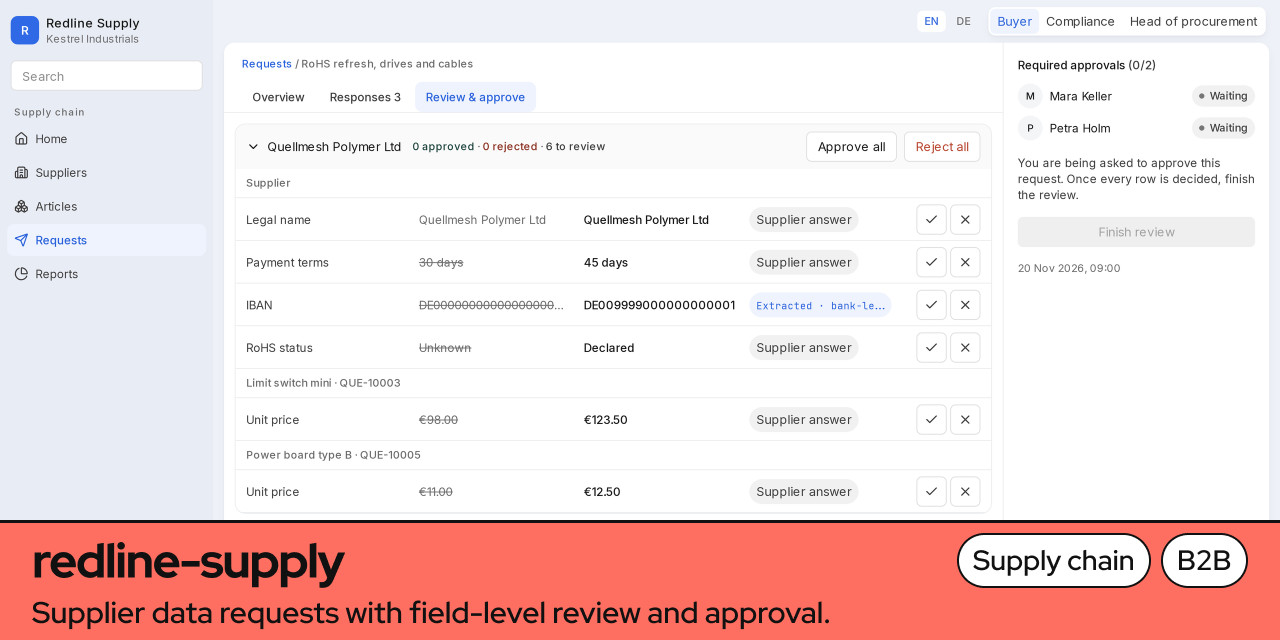 R
Redline Supply
Kestrel Industrials
Search
Supply chain
Home
Suppliers
Articles
Requests
Reports
EN DE
Buyer Compliance Head of procurement
Requests / RoHS refresh, drives and cables
Overview Responses 3 Review & approve
Quellmesh Polymer Ltd 0 approved · 0 rejected · 6 to review Approve all Reject all
Supplier
Legal name Quellmesh Polymer Ltd Quellmesh Polymer Ltd Supplier answer
Payment terms 30 days 45 days Supplier answer
IBAN DE00000000000000000... DE009999000000000001 Extracted · bank-le...
RoHS status Unknown Declared Supplier answer
Limit switch mini · QUE-10003
Unit price €98.00 €123.50 Supplier answer
Power board type B · QUE-10005
Unit price €11.00 €12.50 Supplier answer
Required approvals (0/2)
M Mara Keller Waiting
P Petra Holm Waiting
You are being asked to approve this
request. Once every row is decided, finish
the review.
Finish review
20 Nov 2026, 09:00
redline-supply
Supplier data requests with field-level review and approval.
Supply chain B2B